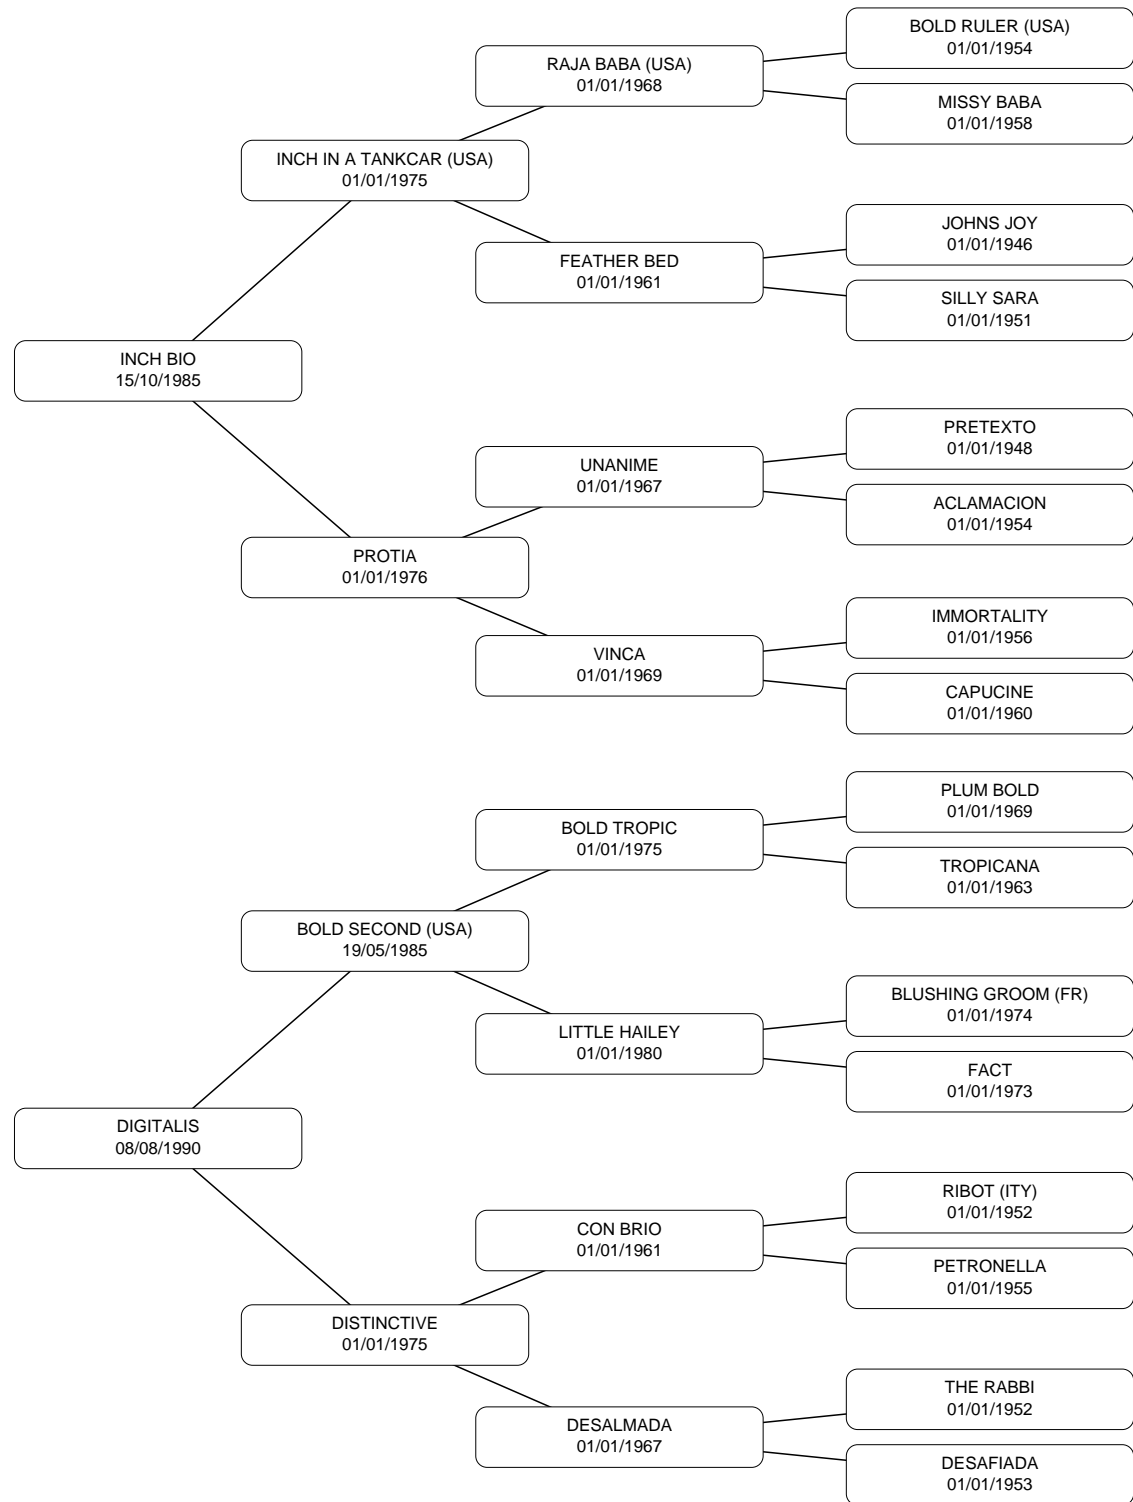 BOLD RULER (USA)
01/01/1954
RAJA BABA (USA)
01/01/1968
MISSY BABA
01/01/1958
INCH IN A TANKCAR (USA)
01/01/1975
JOHNS JOY
01/01/1946
FEATHER BED
01/01/1961
SILLY SARA
01/01/1951
INCH BIO
15/10/1985
PRETEXTO
01/01/1948
UNANIME
01/01/1967
ACLAMACION
01/01/1954
PROTIA
01/01/1976
IMMORTALITY
01/01/1956
VINCA
01/01/1969
CAPUCINE
01/01/1960
PLUM BOLD
01/01/1969
BOLD TROPIC
01/01/1975
TROPICANA
01/01/1963
BOLD SECOND (USA)
19/05/1985
BLUSHING GROOM (FR)
01/01/1974
LITTLE HAILEY
01/01/1980
FACT
01/01/1973
DIGITALIS
08/08/1990
RIBOT (ITY)
01/01/1952
CON BRIO
01/01/1961
PETRONELLA
01/01/1955
DISTINCTIVE
01/01/1975
THE RABBI
01/01/1952
DESALMADA
01/01/1967
DESAFIADA
01/01/1953